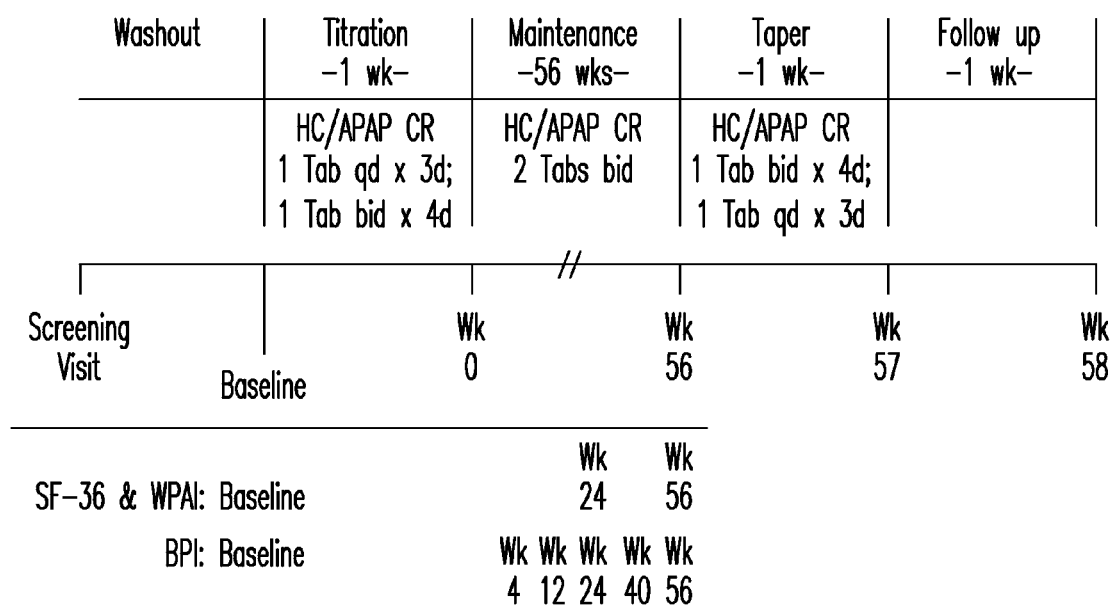 Washout Titration Maintenance Taper Follow up
-1 wk- -56 wks- -1 wk- -1 wk-
HC/APAP CR HC/APAP CR HC/APAP CR
1 Tab qd x 3d; 2 Tabs bid 1 Tab bid x 4d;
1 Tab bid x 4d 1 Tab qd x 3d
Screening Wk Wk Wk Wk
Visit 0 56 57 58
Baseline
Wk Wk
SF-36 & WPAI: Baseline 24 56
BPI: Baseline Wk Wk Wk Wk Wk
4 12 24 40 56